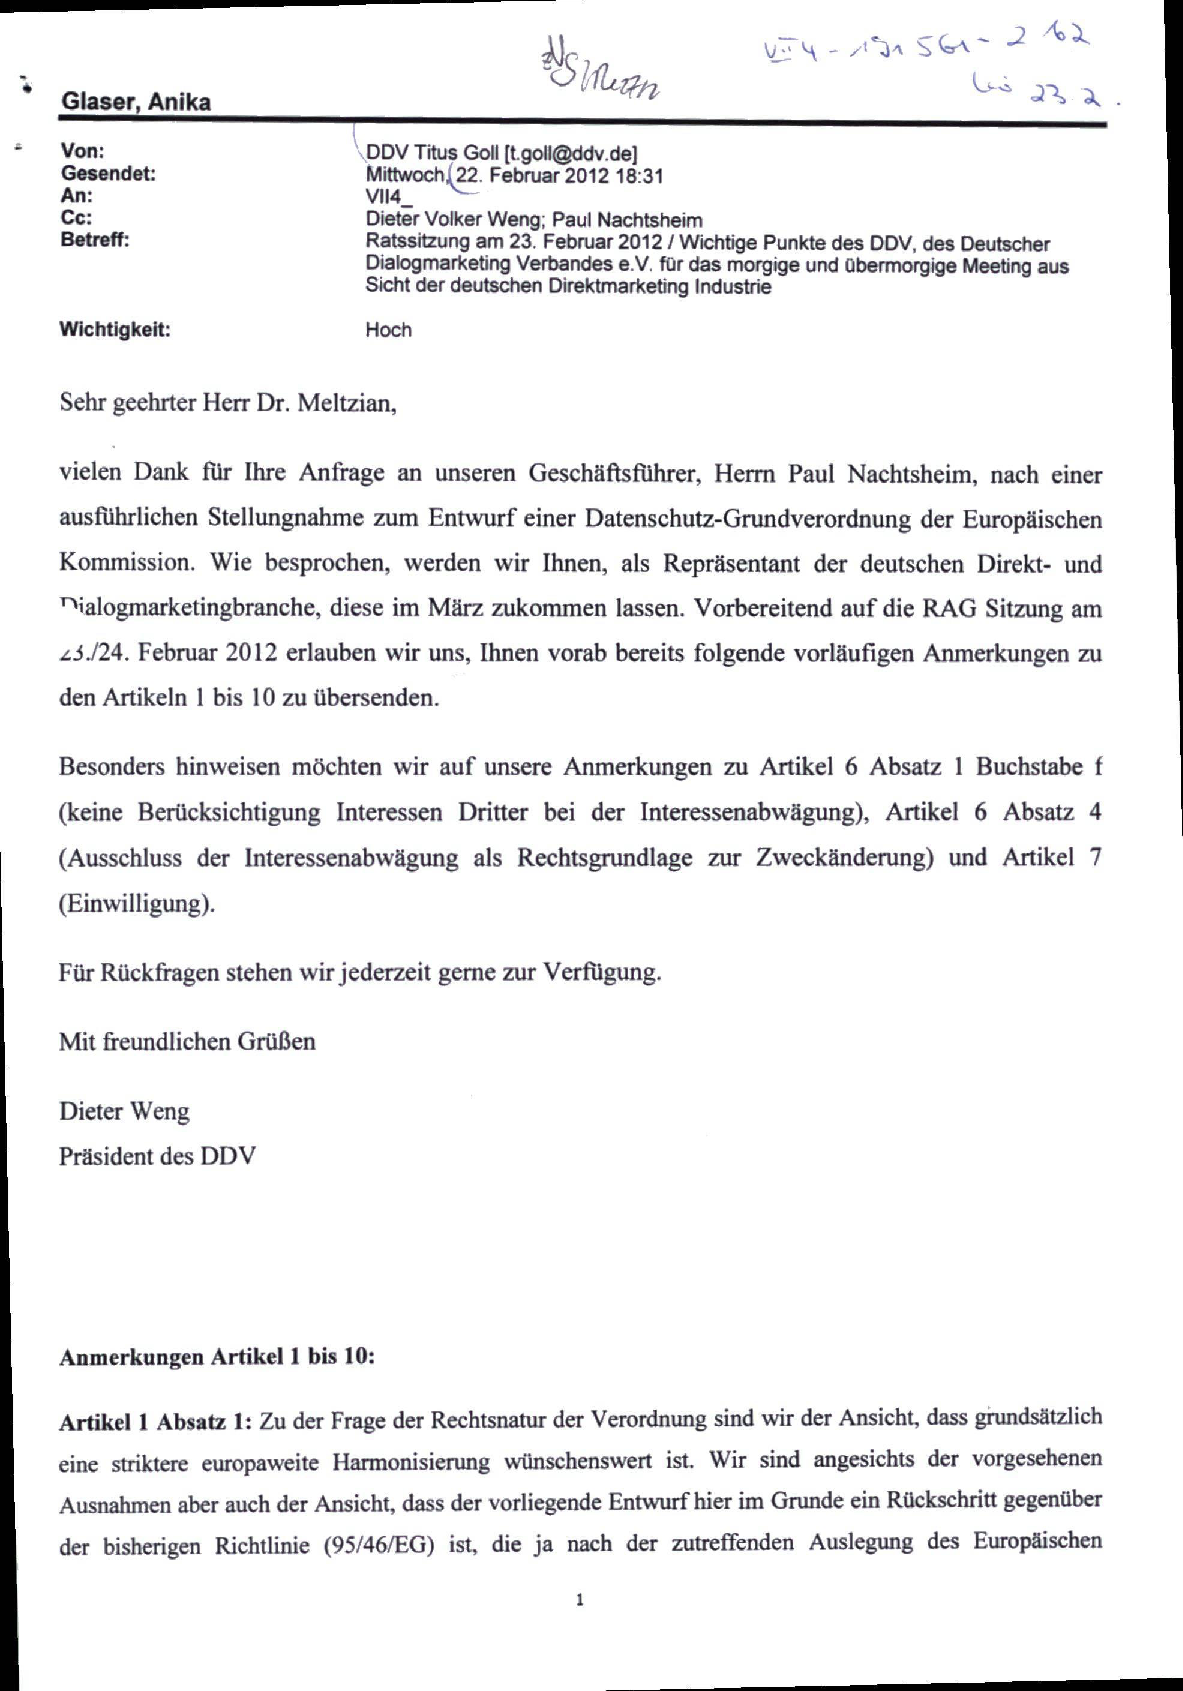 VII4 - 191 561 - 2 162
23.2.
Glaser, Anika
Von: DDV Titus Goll [t.goll@ddv.de]
Gesendet: Mittwoch, 22. Februar 2012 18:31
An: VII4_
Cc: Dieter Volker Weng; Paul Nachtsheim
Betreff: Ratssitzung am 23. Februar 2012 / Wichtige Punkte des DDV, des Deutscher
Dialogmarketing Verbandes e.V. für das morgige und übermorgige Meeting aus
Sicht der deutschen Direktmarketing Industrie
Wichtigkeit: Hoch
Sehr geehrter Herr Dr. Meltzian,
vielen Dank für Ihre Anfrage an unseren Geschäftsführer, Herrn Paul Nachtsheim, nach einer
ausführlichen Stellungnahme zum Entwurf einer Datenschutz-Grundverordnung der Europäischen
Kommission. Wie besprochen, werden wir Ihnen, als Repräsentant der deutschen Direkt- und
Dialogmarketingbranche, diese im März zukommen lassen. Vorbereitend auf die RAG Sitzung am
23./24. Februar 2012 erlauben wir uns, Ihnen vorab bereits folgende vorläufigen Anmerkungen zu
den Artikeln 1 bis 10 zu übersenden.
Besonders hinweisen möchten wir auf unsere Anmerkungen zu Artikel 6 Absatz 1 Buchstabe f
(keine Berücksichtigung Interessen Dritter bei der Interessenabwägung), Artikel 6 Absatz 4
(Ausschluss der Interessenabwägung als Rechtsgrundlage zur Zweckänderung) und Artikel 7
(Einwilligung).
Für Rückfragen stehen wir jederzeit gerne zur Verfügung.
Mit freundlichen Grüßen
Dieter Weng
Präsident des DDV
Anmerkungen Artikel 1 bis 10:
Artikel 1 Absatz 1: Zu der Frage der Rechtsnatur der Verordnung sind wir der Ansicht, dass grundsätzlich
eine striktere europaweite Harmonisierung wünschenswert ist. Wir sind angesichts der vorgesehenen
Ausnahmen aber auch der Ansicht, dass der vorliegende Entwurf hier im Grunde ein Rückschritt gegenüber
der bisherigen Richtlinie (95/46/EG) ist, die ja nach der zutreffenden Auslegung des Europäischen
1